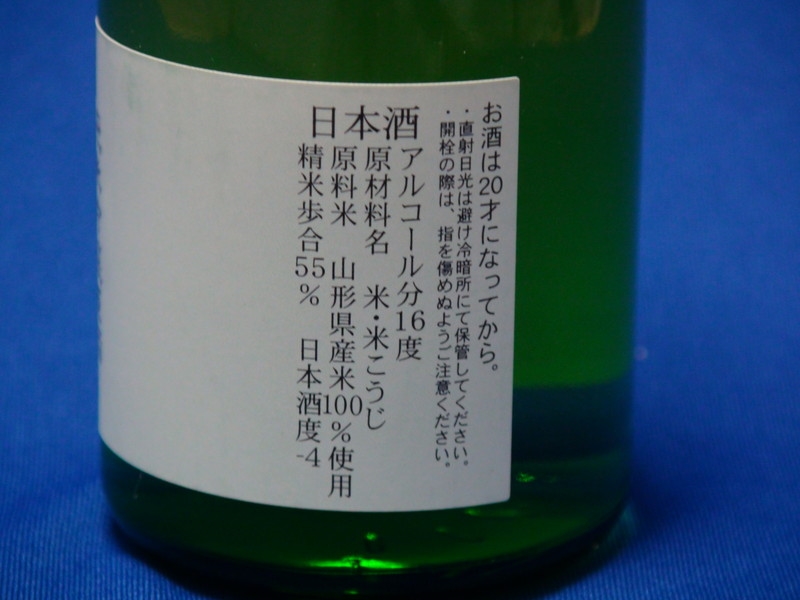 お酒は20才になってから。
・直射日光は避け冷暗所にて保管してください。
・開栓の際は、指を傷めぬようご注意ください。
日本酒
アルコール分16度
原材料名 米・米こうじ
原料米 山形県産米100%使用
精米歩合55% 日本酒度-4